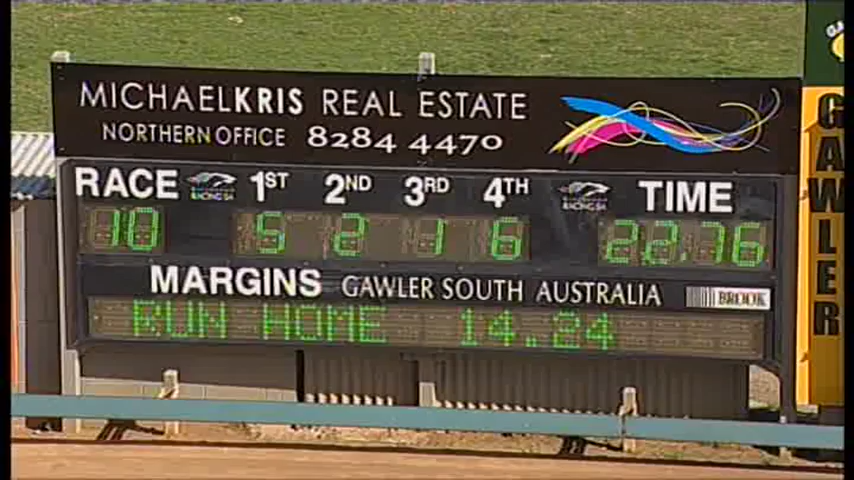 MICHAELKRIS REAL ESTATE
NORTHERN OFFICE 8284 4470
RACE 1ST 2ND 3RD 4TH TIME
10 5 2 1 6 22.76
MARGINS GAWLER SOUTH AUSTRALIA BROOK
RUN HOME 14.24
GAWLER